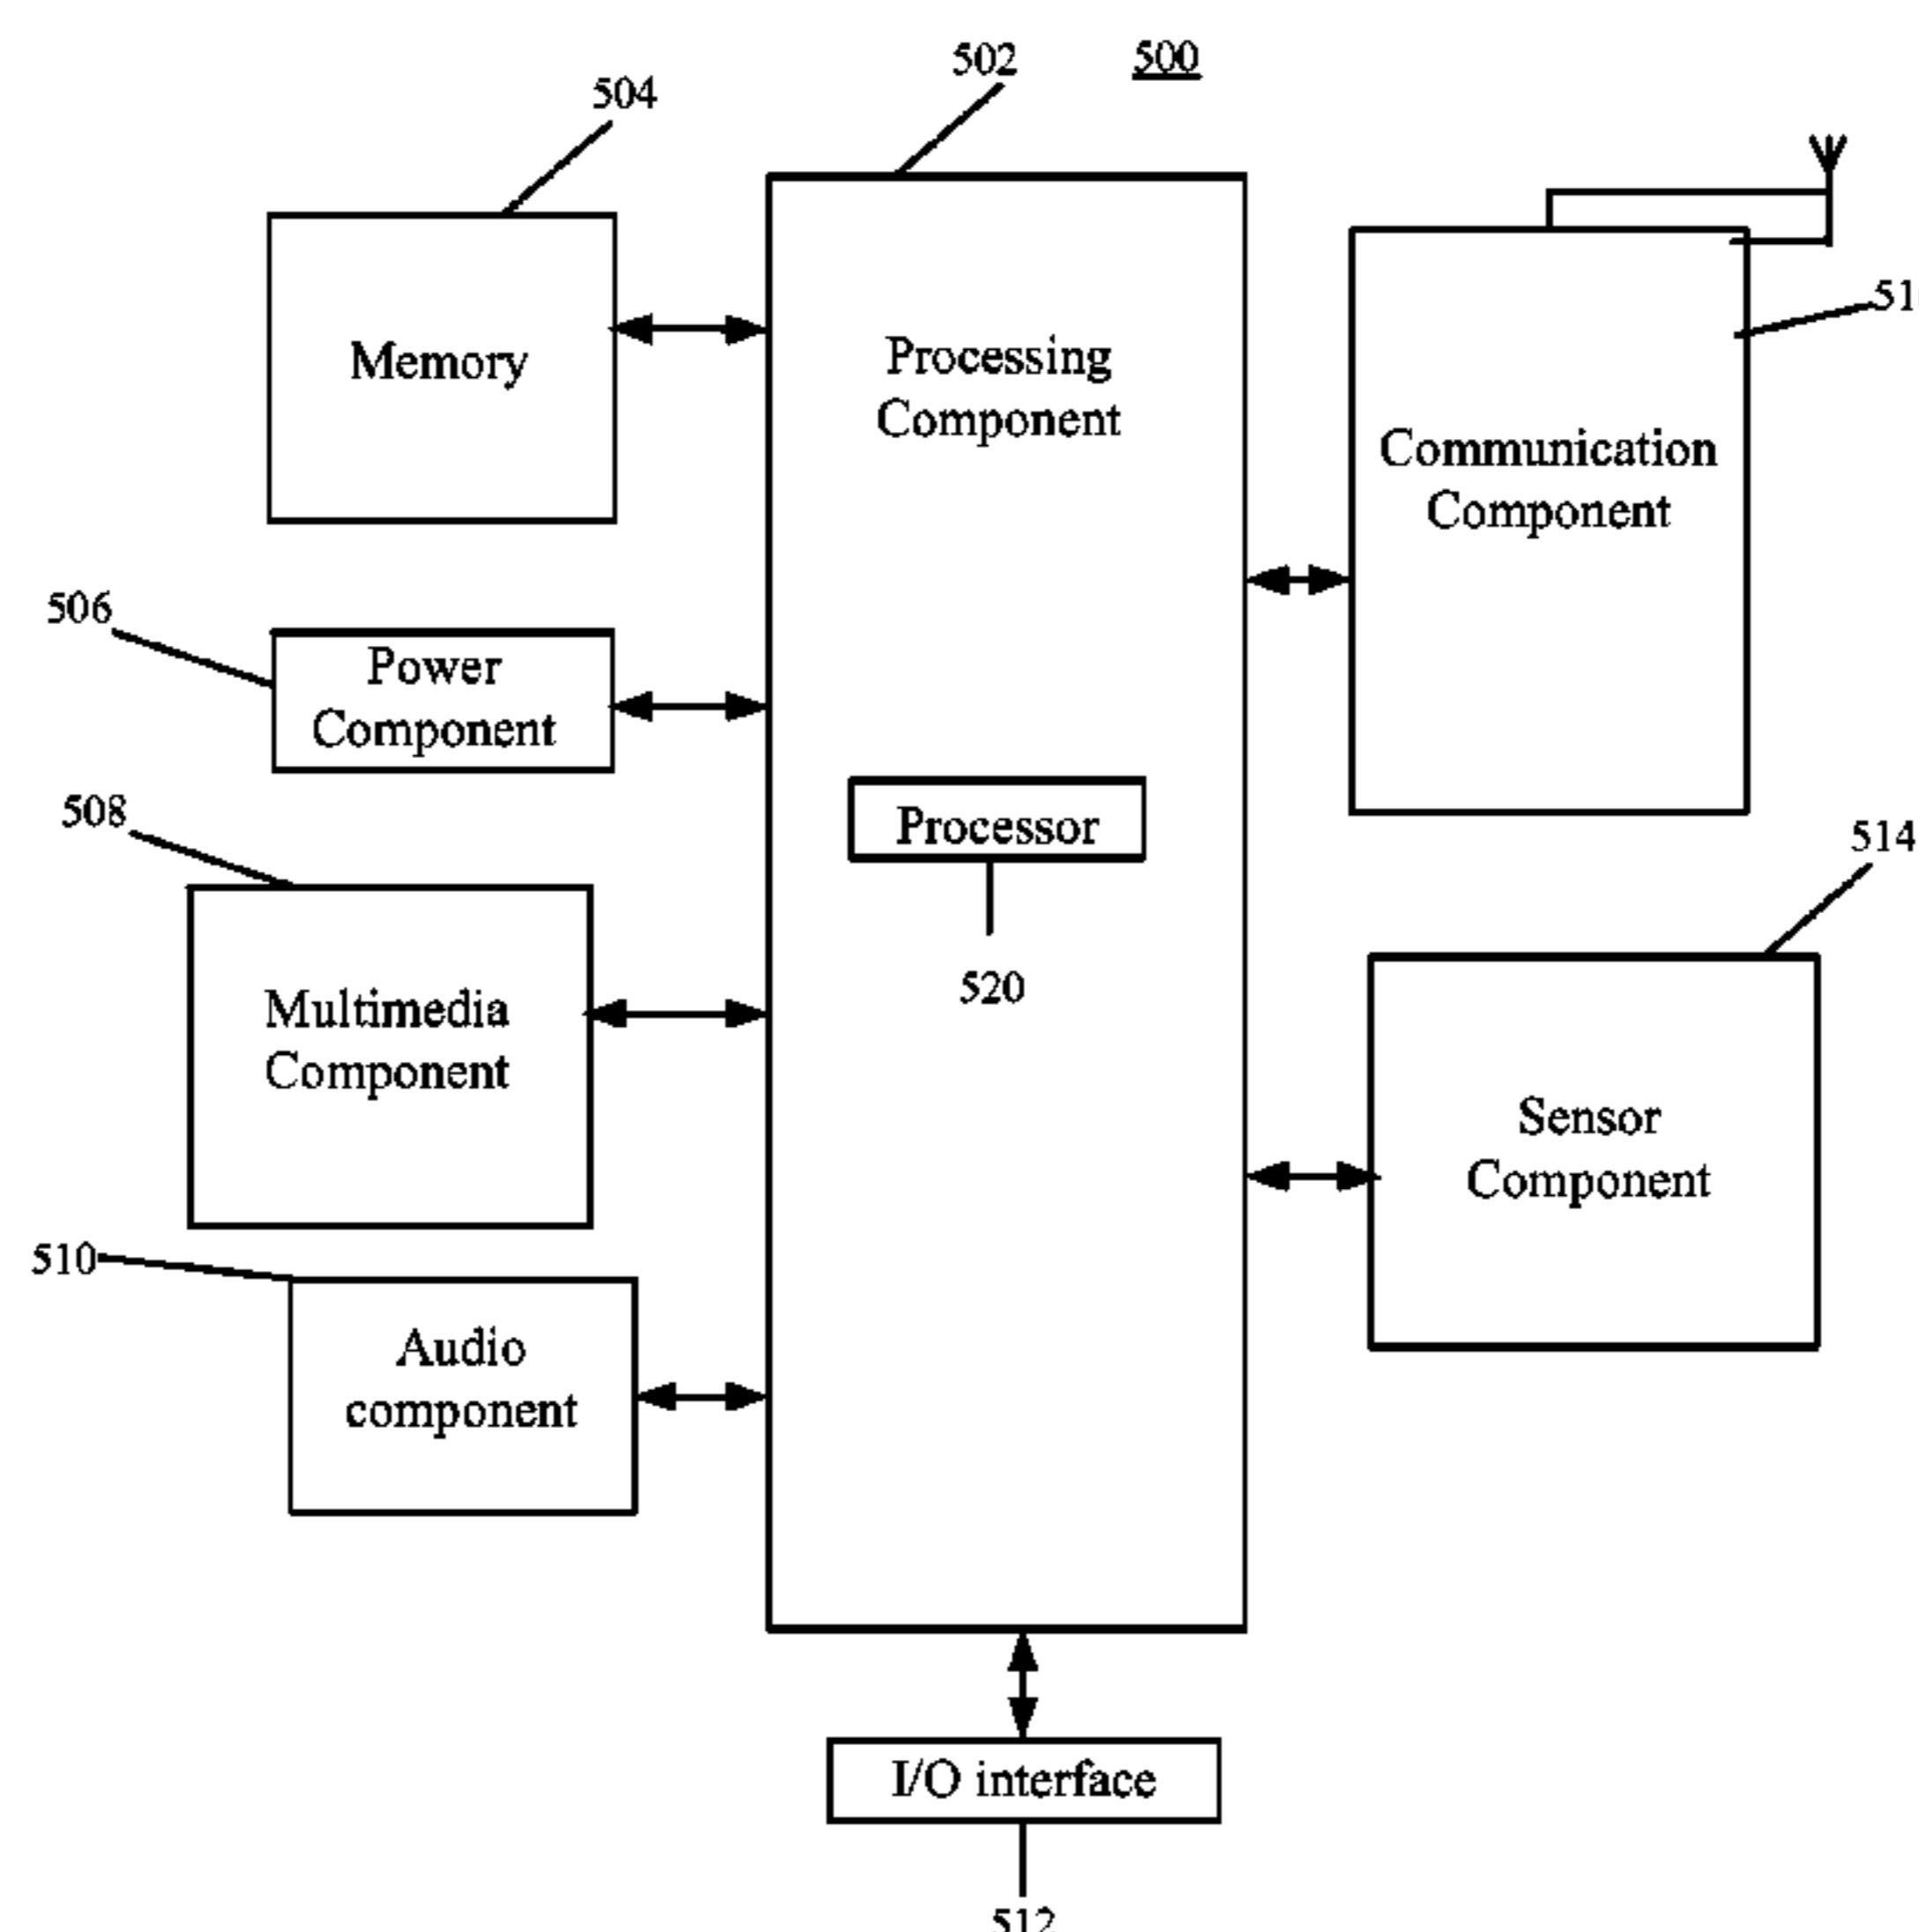 502
500
504
Memory
Processing
Component
Communication
Component
506
Power
Component
508
Processor
520
514
Multimedia
Component
Sensor
Component
510
Audio
component
I/O interface
512